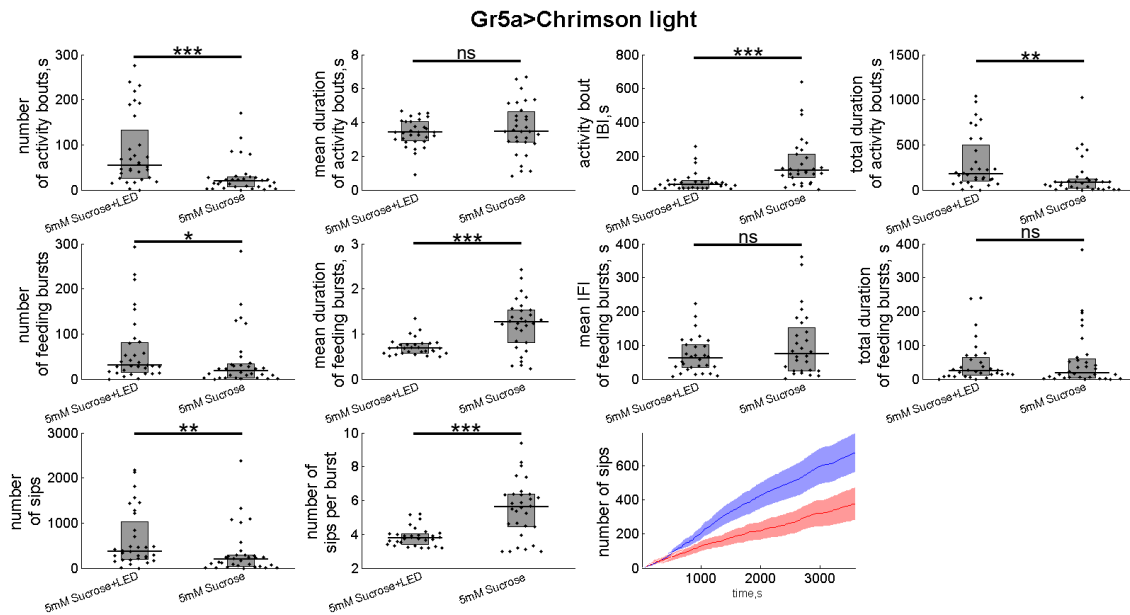 Gr5a>Chrimson light
number
of activity bouts,s
300
200
100
0
***
5mM Sucrose+LED
5mM Sucrose
mean duration
of activity bouts,s
8
6
4
2
0
ns
5mM Sucrose+LED
5mM Sucrose
activity bout
IBI,s
800
600
400
200
0
***
5mM Sucrose+LED
5mM Sucrose
total duration
of activity bouts,s
1500
1000
500
0
**
5mM Sucrose+LED
5mM Sucrose
number
of feeding bursts
300
200
100
0
*
5mM Sucrose+LED
5mM Sucrose
mean duration
of feeding bursts, s
3
2
1
0
***
5mM Sucrose+LED
5mM Sucrose
mean IFI
of feeding bursts, s
400
300
200
100
0
ns
5mM Sucrose+LED
5mM Sucrose
total duration
of feeding bursts, s
400
300
200
100
0
ns
5mM Sucrose+LED
5mM Sucrose
number
of sips
3000
2000
1000
0
**
5mM Sucrose+LED
5mM Sucrose
number of
sips per burst
10
8
6
4
2
***
5mM Sucrose+LED
5mM Sucrose
number of sips
600
400
200
0
1000
2000
3000
time,s